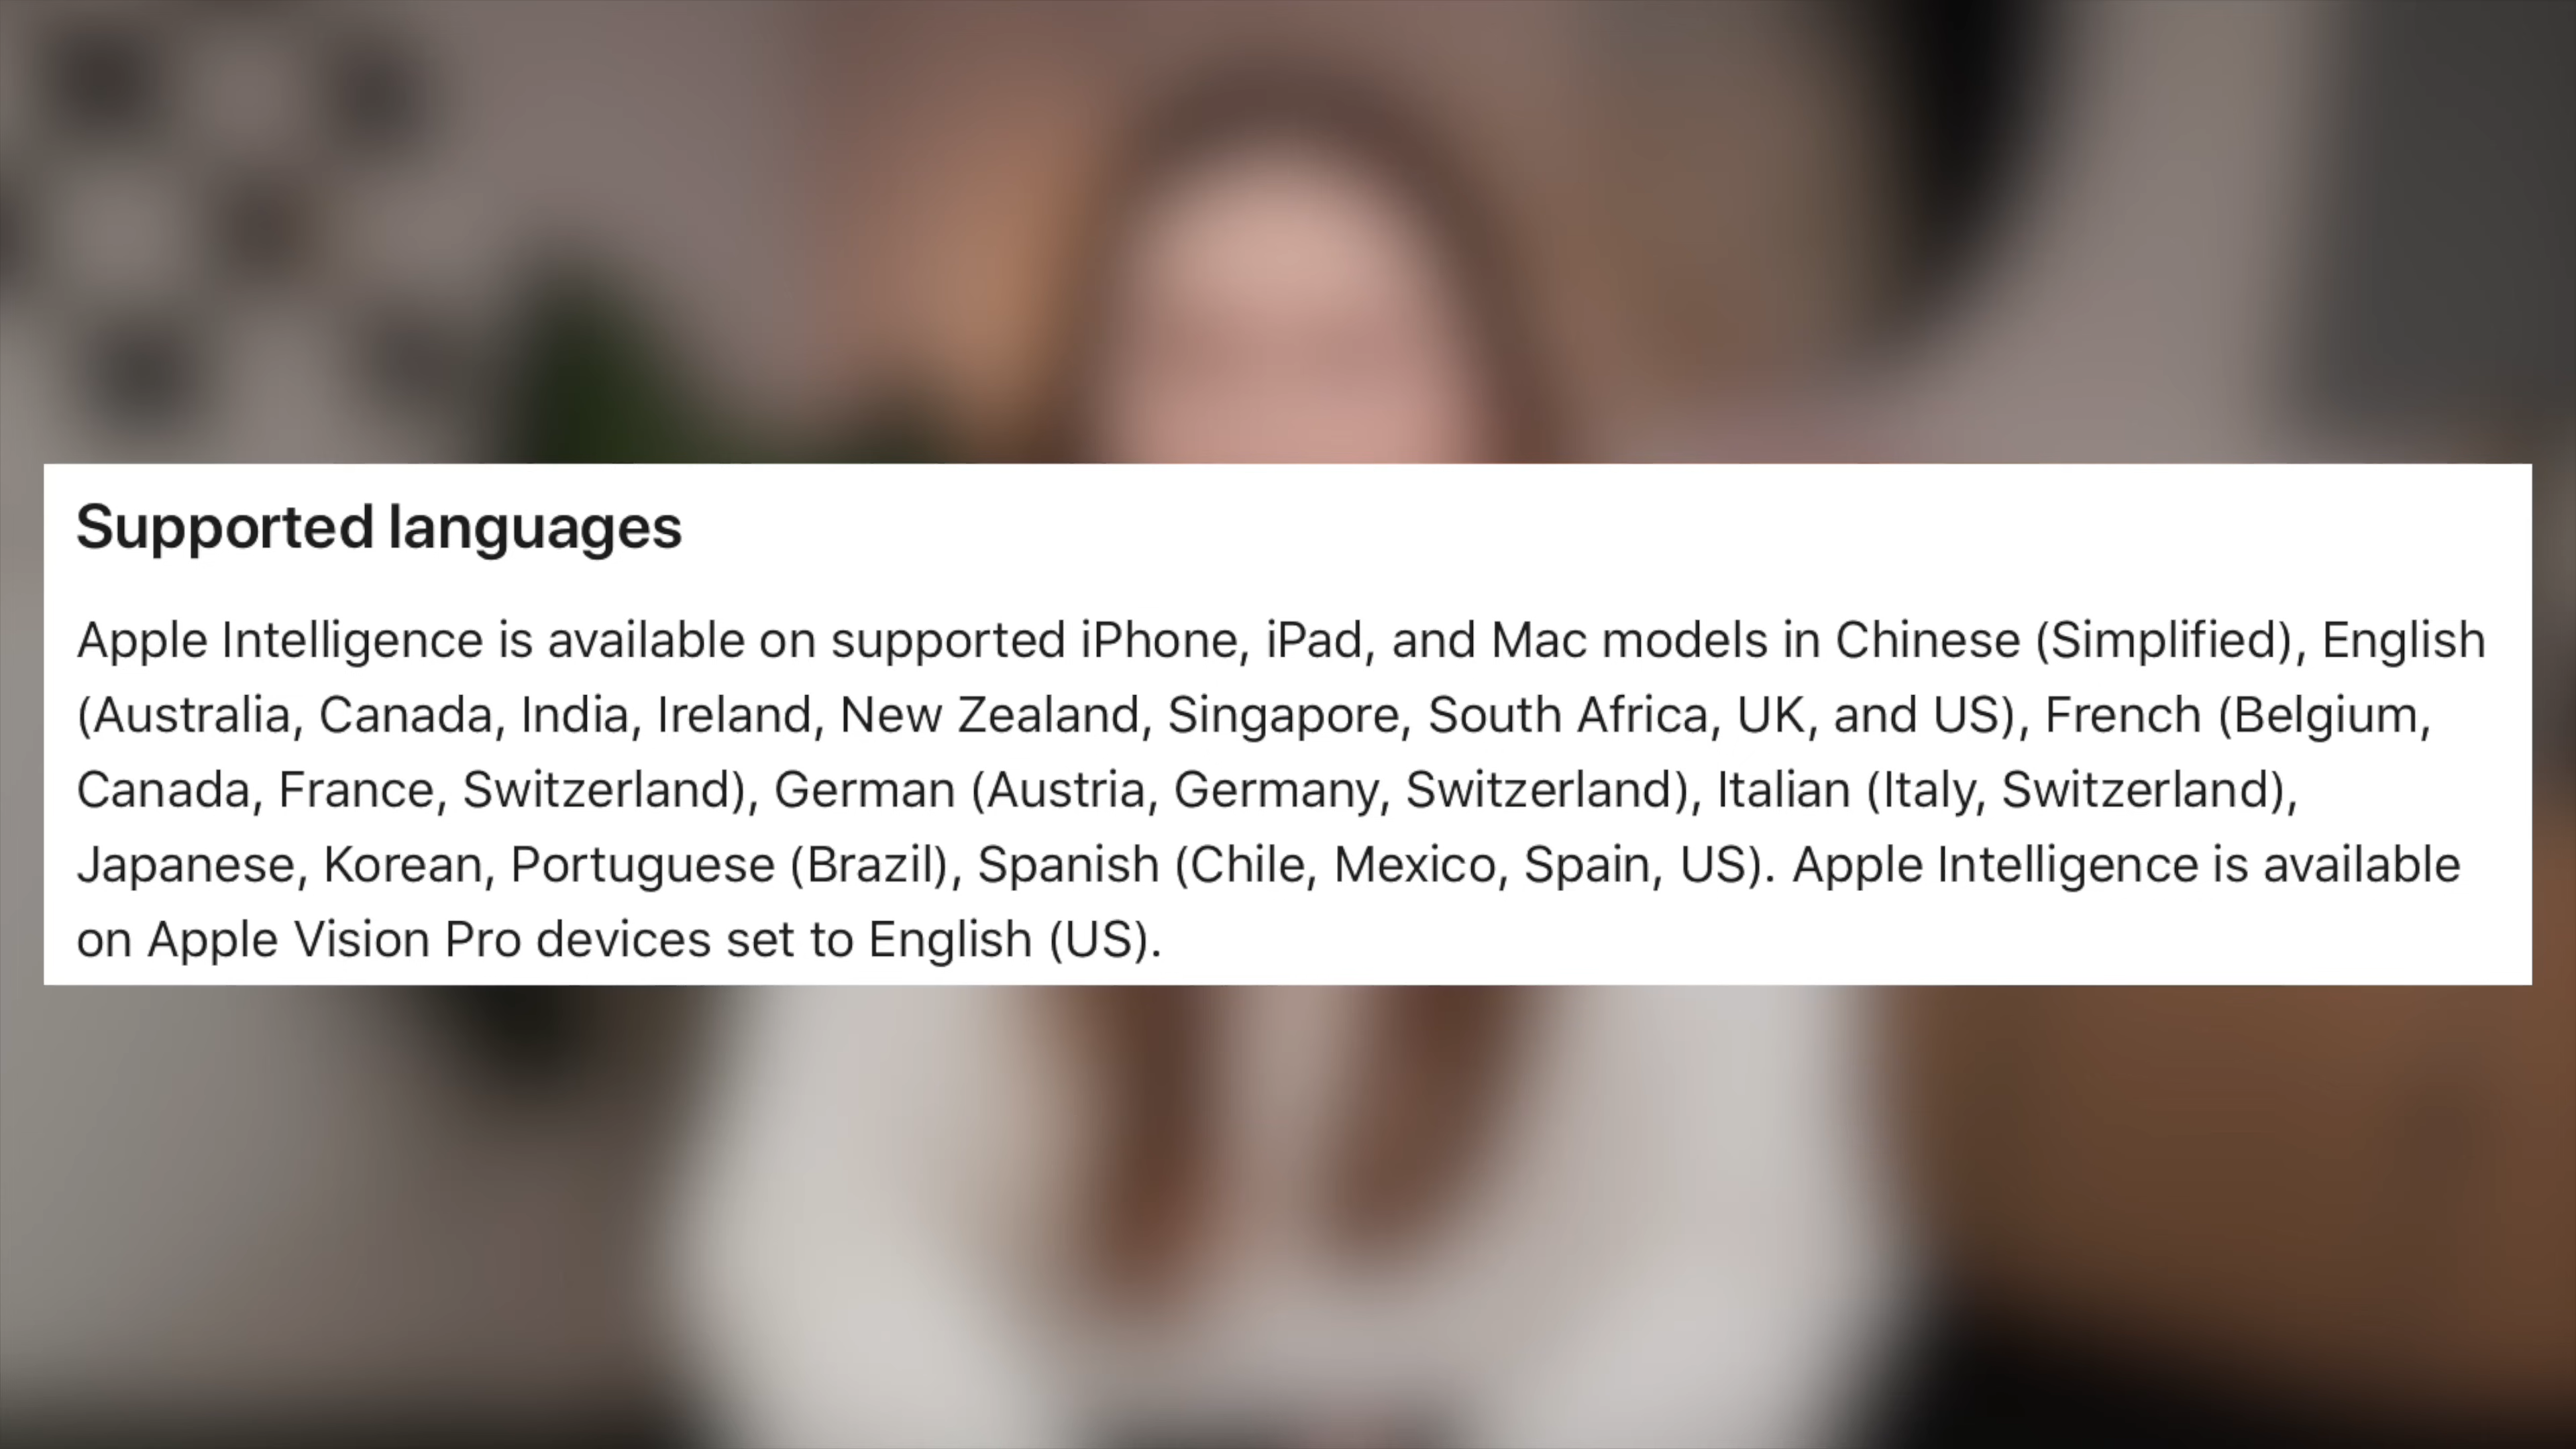 Supported languages
Apple Intelligence is available on supported iPhone, iPad, and Mac models in Chinese (Simplified), English
(Australia, Canada, India, Ireland, New Zealand, Singapore, South Africa, UK, and US), French (Belgium,
Canada, France, Switzerland), German (Austria, Germany, Switzerland), Italian (Italy, Switzerland),
Japanese, Korean, Portuguese (Brazil), Spanish (Chile, Mexico, Spain, US). Apple Intelligence is available
on Apple Vision Pro devices set to English (US).